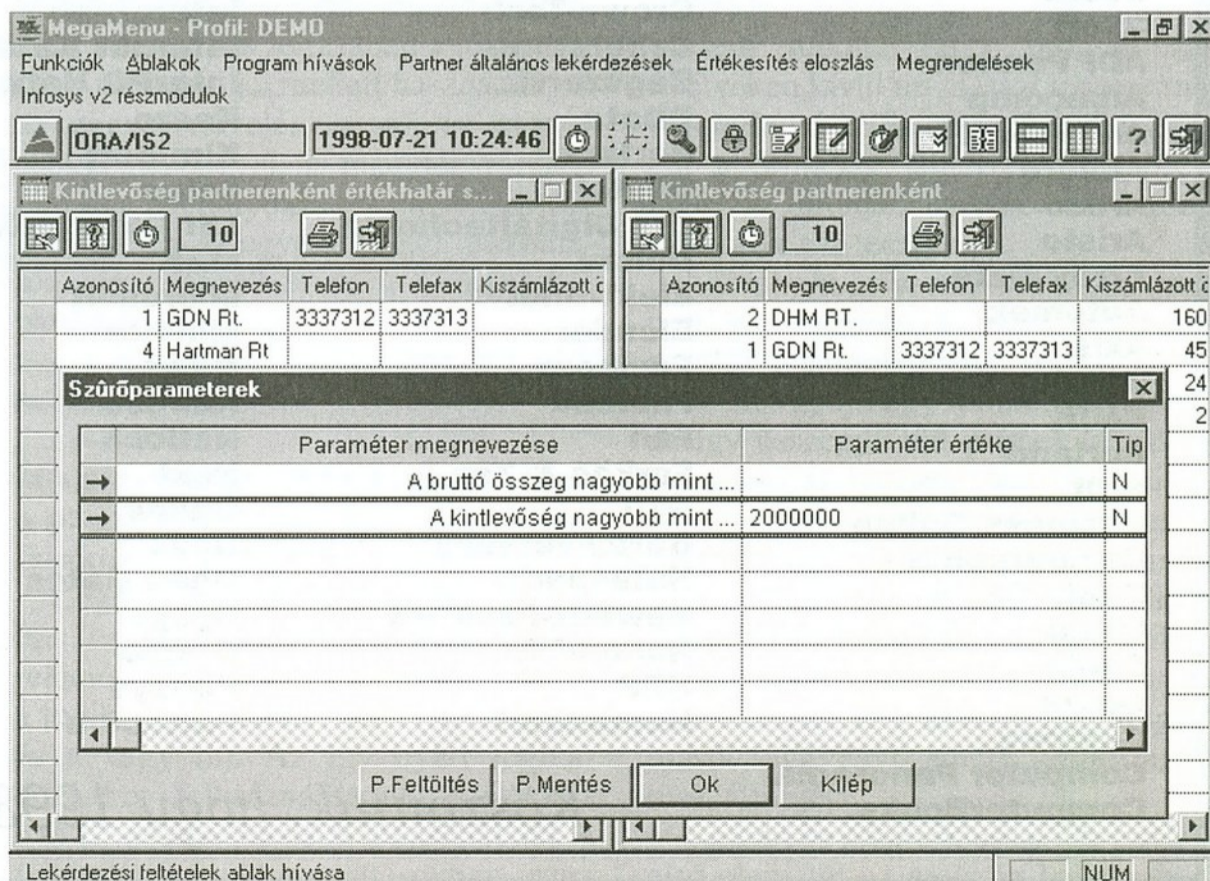 MegaMenu - Profil: DEMO
Funkciók Ablakok Program hívások Partner általános lekérdezések Értékesítés eloszlás Megrendelések
Infosys v2 részmodulok
ORA/IS2 1998-07-21 10:24:46
Kintlevõség partnerenként értékhatár s...
10
Azonosító Megnevezés Telefon Telefax Kiszámlázott
1 GDN Rt. 3337312 3337313
4 Hartman Rt
Kintlevõség partnerenként
10
Azonosító Megnevezés Telefon Telefax Kiszámlázott
2 DHM RT. 160
1 GDN Rt. 3337312 3337313 45
24
2
Szûrõparameterek
Paraméter megnevezése Paraméter értéke Tip
A bruttó összeg nagyobb mint ... N
A kintlevõség nagyobb mint ... 2000000 N
P.Feltöltés P.Mentés Ok Kilép
Lekérdezési feltételek ablak hívása NUM